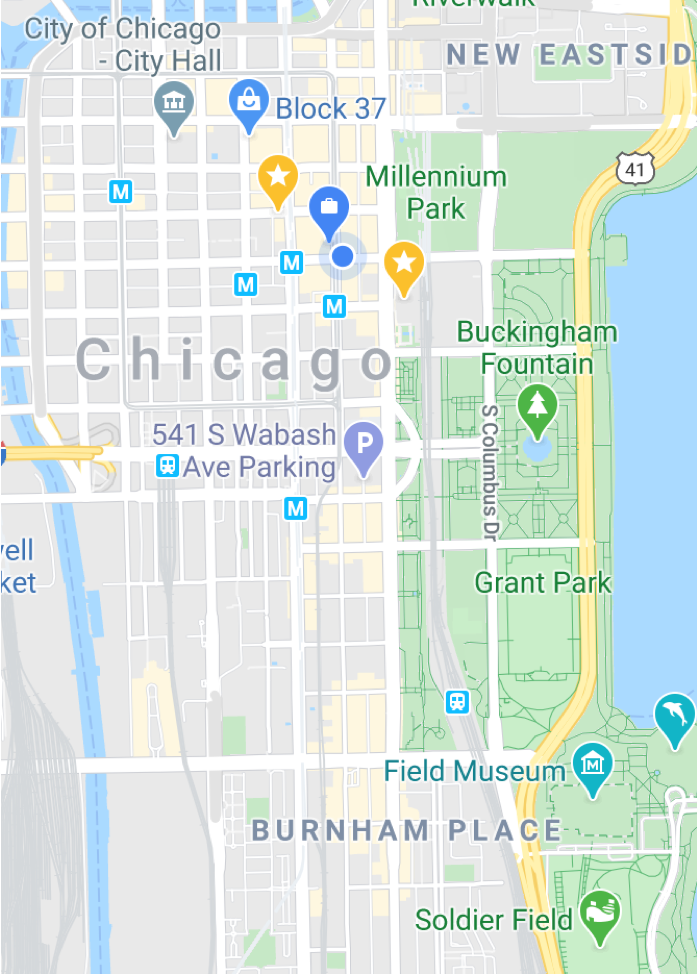 Riverwalk
City of Chicago
- City Hall
NEW EASTSID
Block 37
41
Millennium
Park
M
M
M
M
Chicago
Buckingham
Fountain
541 S Wabash
Ave Parking
P
S Columbus Dr
M
ell
ket
Grant Park
Field Museum
M
BURNHAM PLACE
Soldier Field